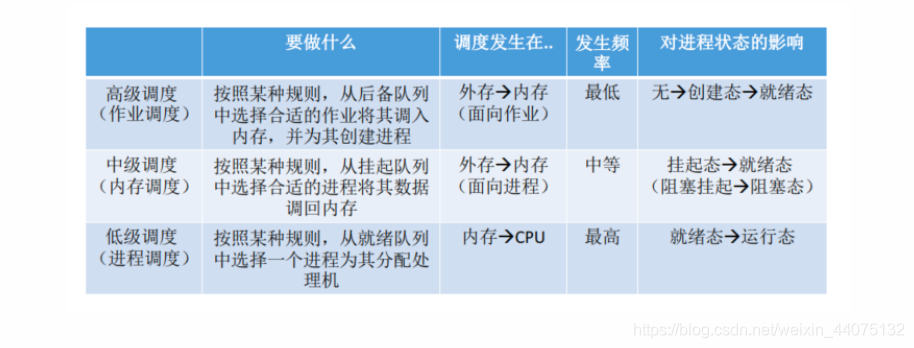 要做什么
调度发生在..
发生频
率
对进程状态的影响
高级调度
（作业调度）
按照某种规则，从后备队列
中选择合适的作业将其调入
内存，并为其创建进程
外存→内存
（面向作业）
最低
无→创建态→就绪态
中级调度
（内存调度）
按照某种规则，从挂起队列
中选择合适的进程将其数据
调回内存
外存→内存
（面向进程）
中等
挂起态→就绪态
（阻塞挂起→阻塞态）
低级调度
（进程调度）
按照某种规则，从就绪队列
中选择一个进程为其分配处
理机
内存→CPU
最高
就绪态→运行态
https://blog.csdn.net/weixin_44075132